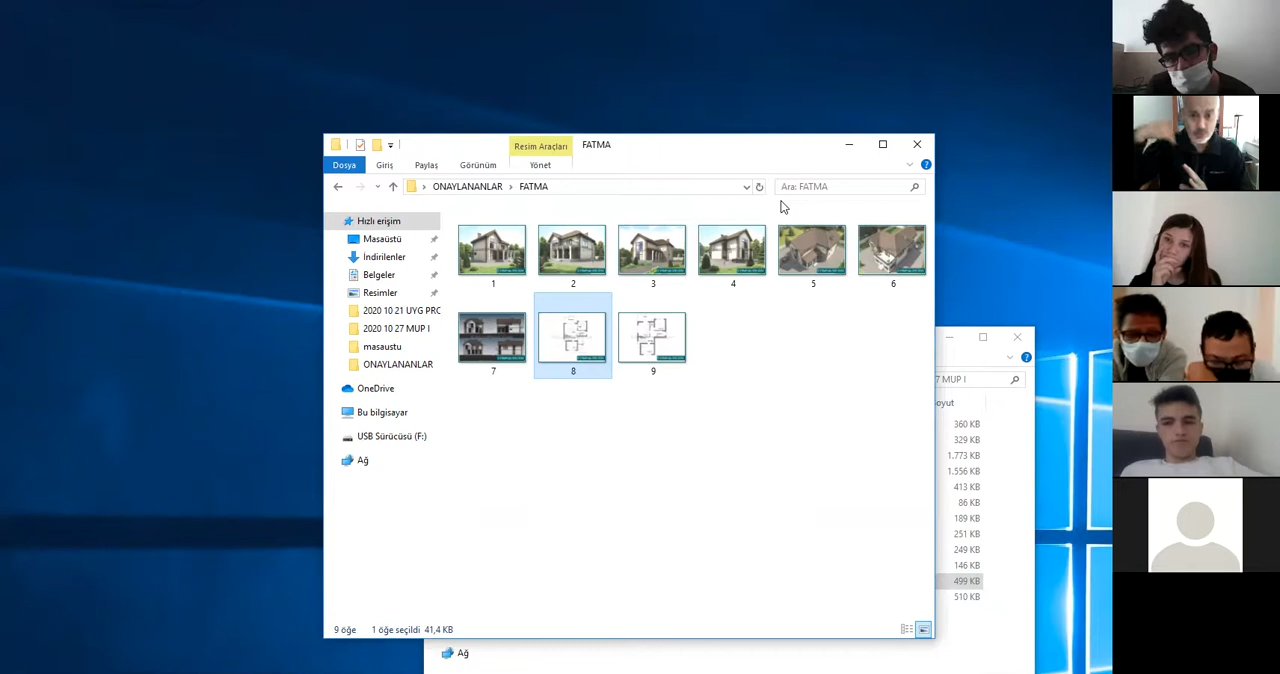 Resim Araçları FATMA
Dosya Giriş Paylaş Görünüm Yönet
ONAYLANANLAR > FATMA
Ara: FATMA
Hızlı erişim
Masaüstü
İndirilenler
Belgeler
Resimler
2020 10 21 UYG PRC
2020 10 27 MUP I
masaustu
ONAYLANANLAR
OneDrive
Bu bilgisayar
USB Sürücüsü (F:)
Ağ
1 2 3 4 5 6
7 8 9
9 öğe 1 öğe seçildi 41,4 KB
7 MUP I
oyut
360 KB
329 KB
1.773 KB
1.556 KB
413 KB
86 KB
189 KB
251 KB
249 KB
146 KB
499 KB
510 KB
Ağ